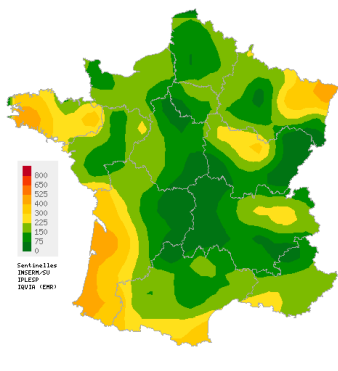 800
650
525
400
300
225
150
75
0
Sentinelles
INSERM/SU
IPLESP
IQVIA (EMR)